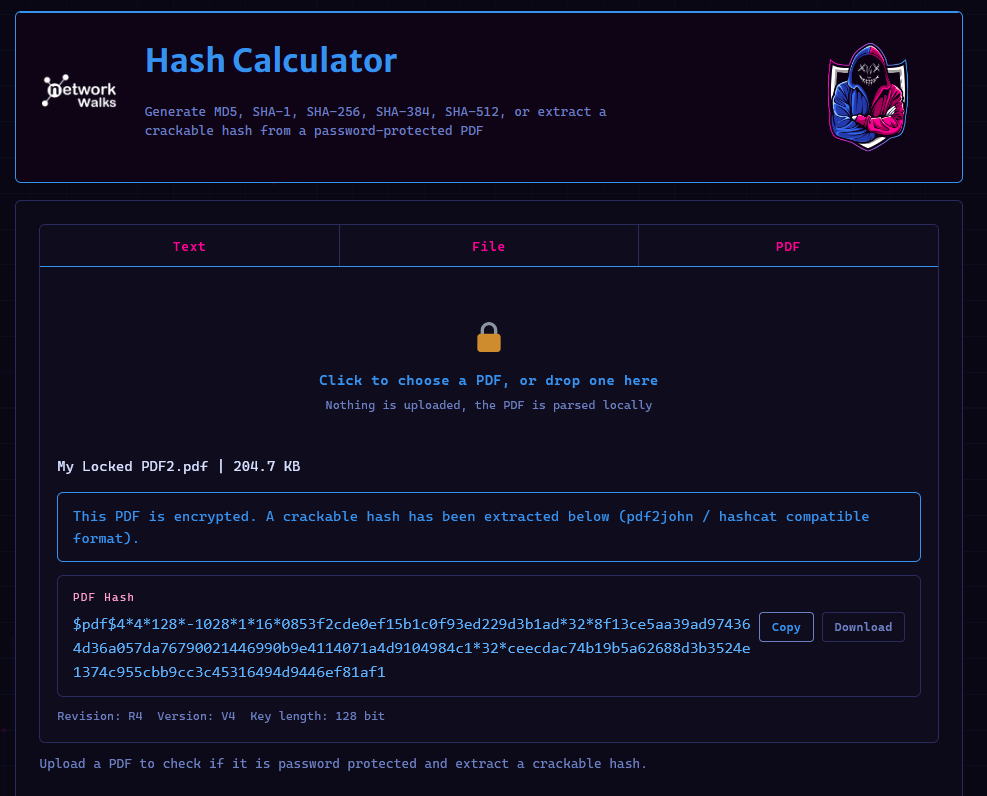 network
Walks
Hash Calculator
Generate MD5, SHA-1, SHA-256, SHA-384, SHA-512, or extract a
crackable hash from a password-protected PDF
Text
File
PDF
Click to choose a PDF, or drop one here
Nothing is uploaded, the PDF is parsed locally
My Locked PDF2.pdf | 204.7 KB
This PDF is encrypted. A crackable hash has been extracted below (pdf2john / hashcat compatible
format).
PDF Hash
$pdf$4*4*128*-1028*1*16*0853f2cde0ef15b1c0f93ed229d3b1ad*32*8f13ce5aa39ad97436
4d36a057da76790021446990b9e4114071a4d9104984c1*32*ceecdac74b19b5a62688d3b3524e
1374c955cbb9cc3c45316494d9446ef81af1
Copy
Download
Revision: R4 Version: V4 Key length: 128 bit
Upload a PDF to check if it is password protected and extract a crackable hash.